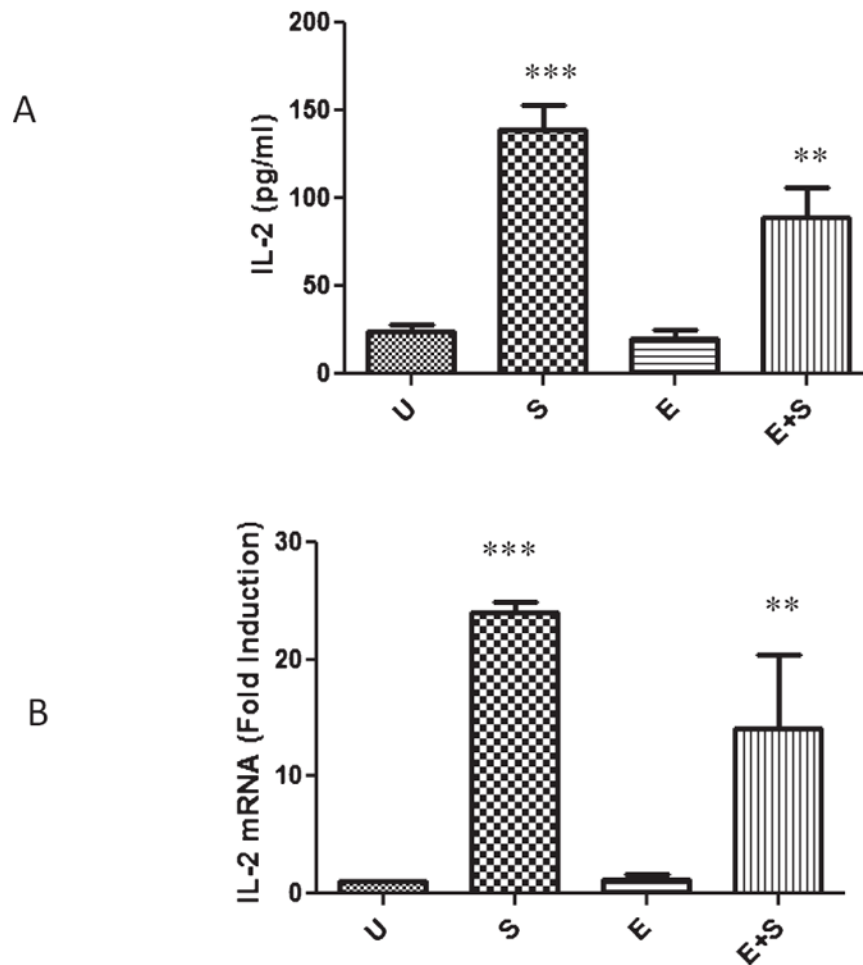 A
IL-2 (pg/ml)
200
150
100
50
0
***
**
U
S
E
E+S
B
IL-2 mRNA (Fold Induction)
30
20
10
0
***
**
U
S
E
E+S